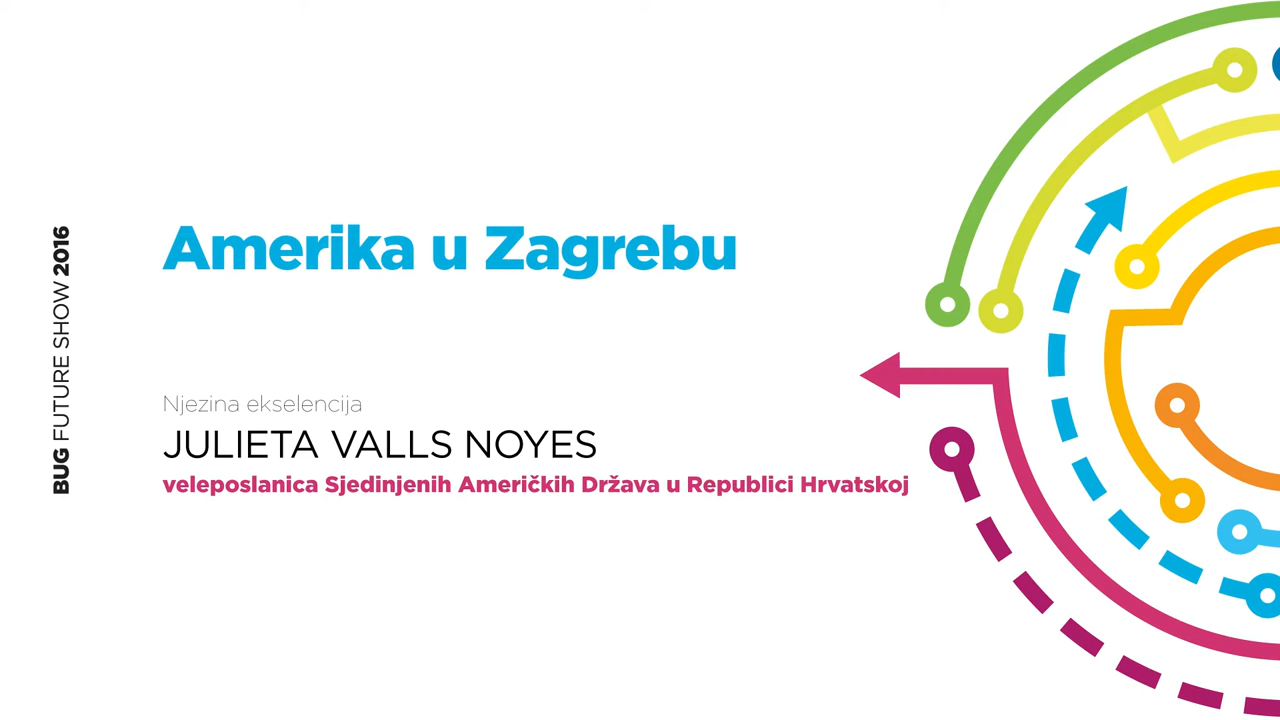 BUG FUTURE SHOW 2016
Amerika u Zagrebu
Njezina ekselencija
JULIETA VALLS NOYES
veleposlanica Sjedinjenih Američkih Država u Republici Hrvatskoj